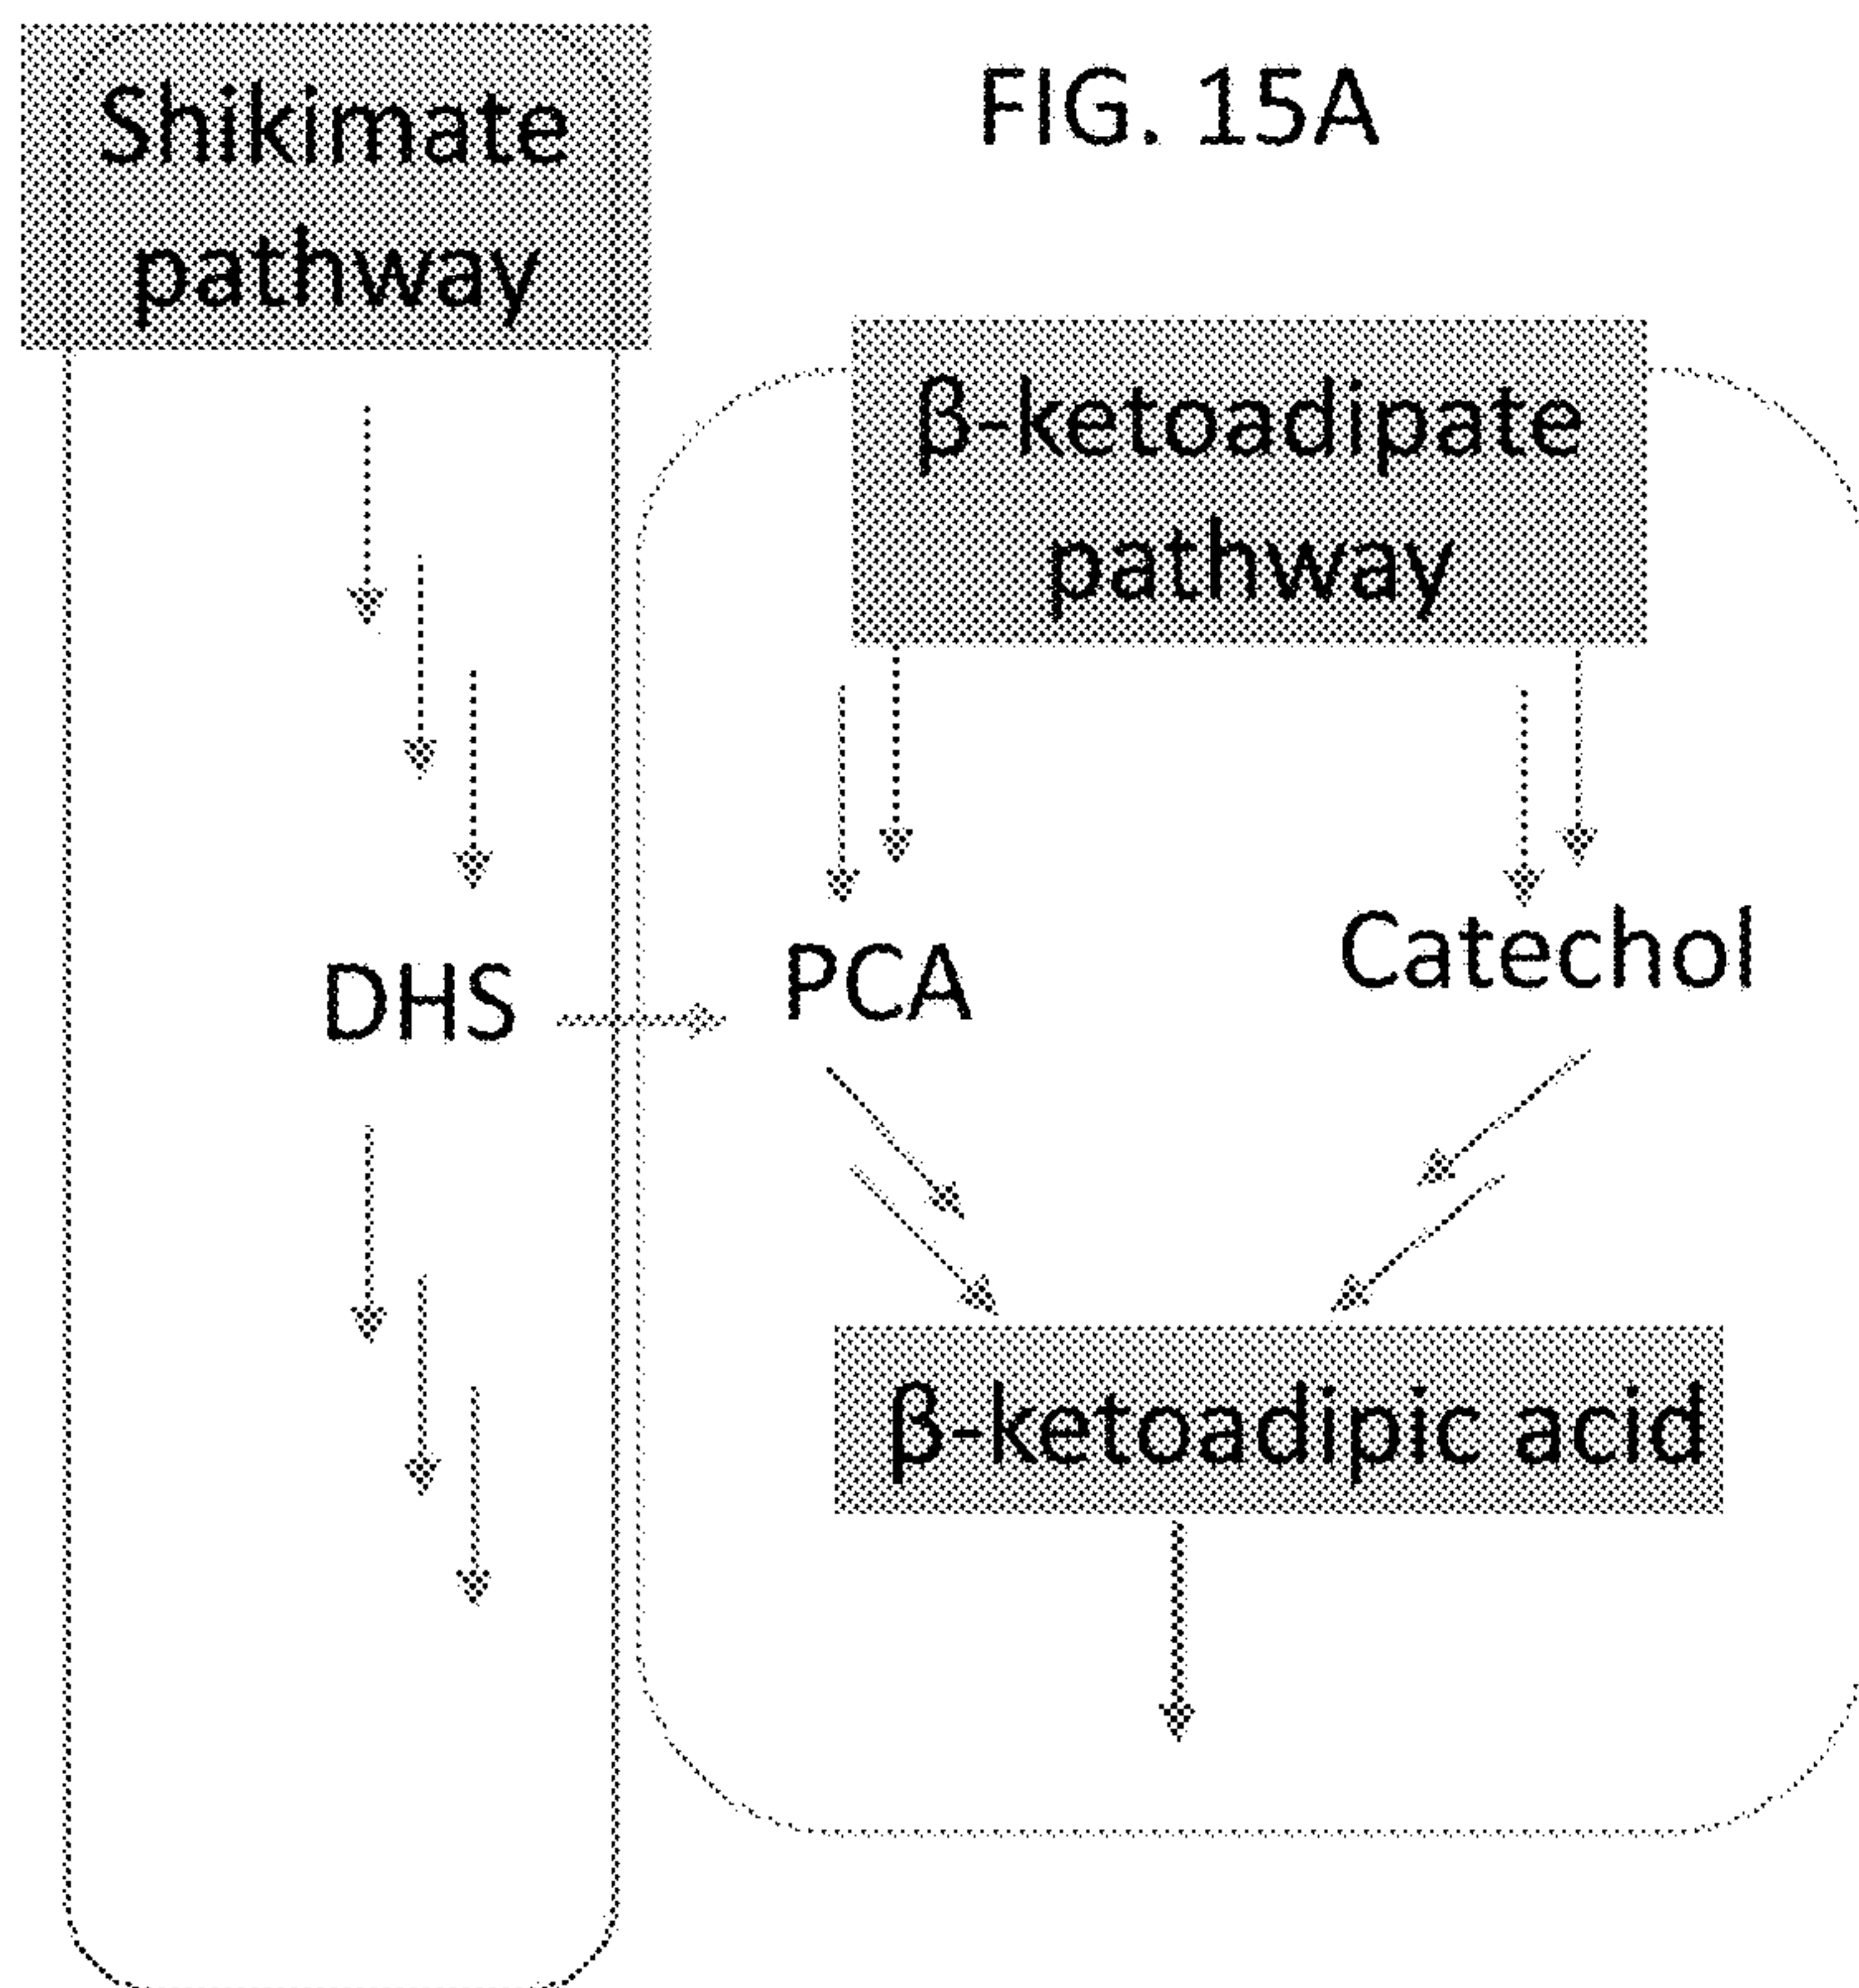 FIG. 15A
Shikimate
pathway
β-ketoadipate
pathway
DHS
PCA
Catechol
β-ketoadipic acid